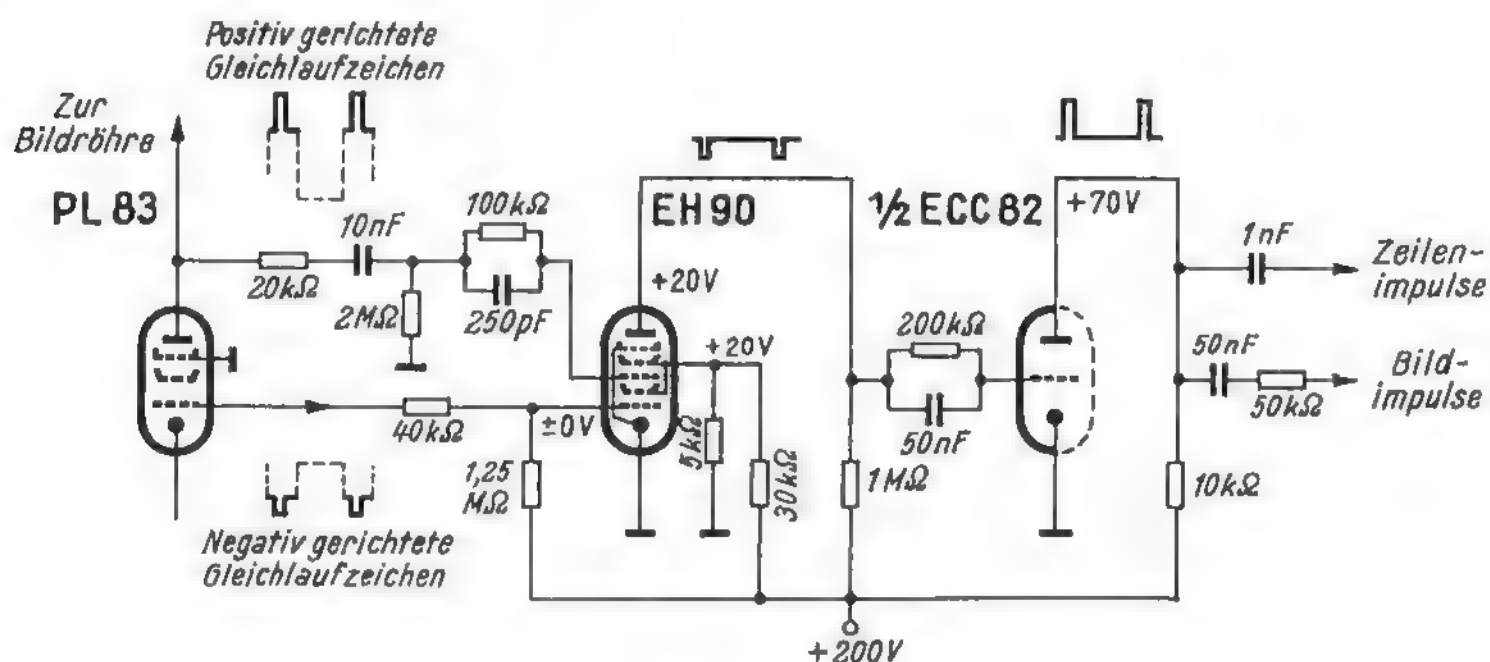 Positiv gerichtete
Gleichlaufzeichen
Zur
Bildröhre
PL 83
10nF
100kΩ
EH 90
½ ECC 82
+70V
1nF
Zeilen-
impulse
20kΩ
2MΩ
250pF
+20V
+20V
200kΩ
50nF
Bild-
impulse
50kΩ
40kΩ
±0V
5kΩ
50nF
1,25
MΩ
30kΩ
1MΩ
10kΩ
Negativ gerichtete
Gleichlaufzeichen
+200V